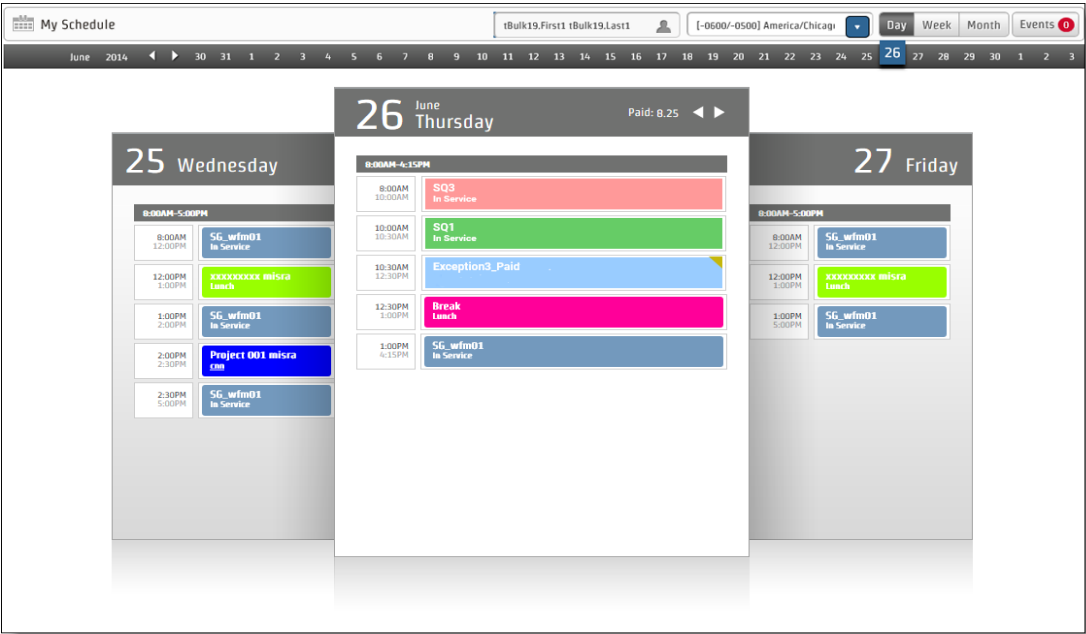 My Schedule
tBulk19.First1 tBulk19.Last1
[-0600/-0500] America/Chicago
Day Week Month
Events 0
June 2014 30 31 1 2 3 4 5 6 7 8 9 10 11 12 13 14 15 16 17 18 19 20 21 22 23 24 25 26 27 28 29 30 1 2 3
25 Wednesday
8:00AM-5:00PM
8:00AM
12:00PM
SG_wfm01
In Service
12:00PM
1:00PM
xxxxxxxxx misra
Lunch
1:00PM
2:00PM
SG_wfm01
In Service
2:00PM
2:30PM
Project 001 misra
cnn
2:30PM
5:00PM
SG_wfm01
In Service
26 June
Thursday
Paid: 8.25
8:00AM-4:15PM
8:00AM
10:00AM
SQ3
In Service
10:00AM
10:30AM
SQ1
In Service
10:30AM
12:30PM
Exception3_Paid
12:30PM
1:00PM
Break
Lunch
1:00PM
4:15PM
SG_wfm01
In Service
27 Friday
8:00AM-5:00PM
8:00AM
12:00PM
SG_wfm01
In Service
12:00PM
1:00PM
xxxxxxxxx misra
Lunch
1:00PM
5:00PM
SG_wfm01
In Service